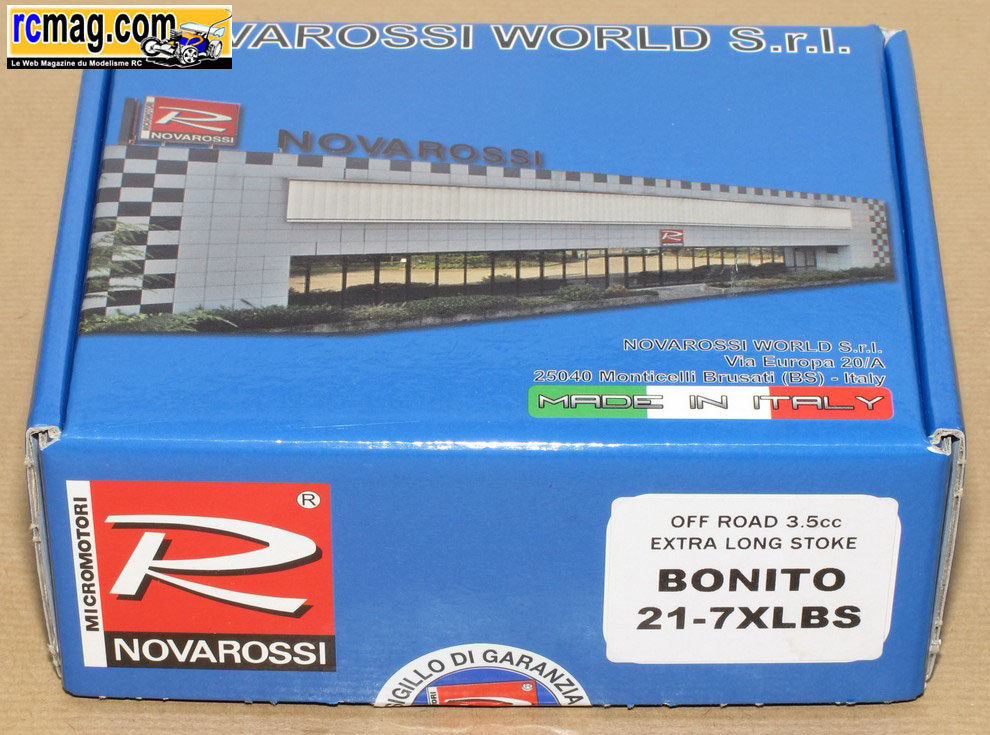 rcmag.com
Le Web Magazine du Modelisme RC
VAROSSI WORLD S.r.l.
MICROMOTORI
R
NOVAROSSI
NOVAROSSI
R
NOVAROSSI WORLD S.r.l.
Via Europa 20/A
25040 Monticelli Brusati (BS) - Italy
MADE IN ITALY
MICROMOTORI
R
®
NOVAROSSI
OFF ROAD 3.5cc
EXTRA LONG STOKE
BONITO
21-7XLBS
IGILLO DI GARANZIA
R